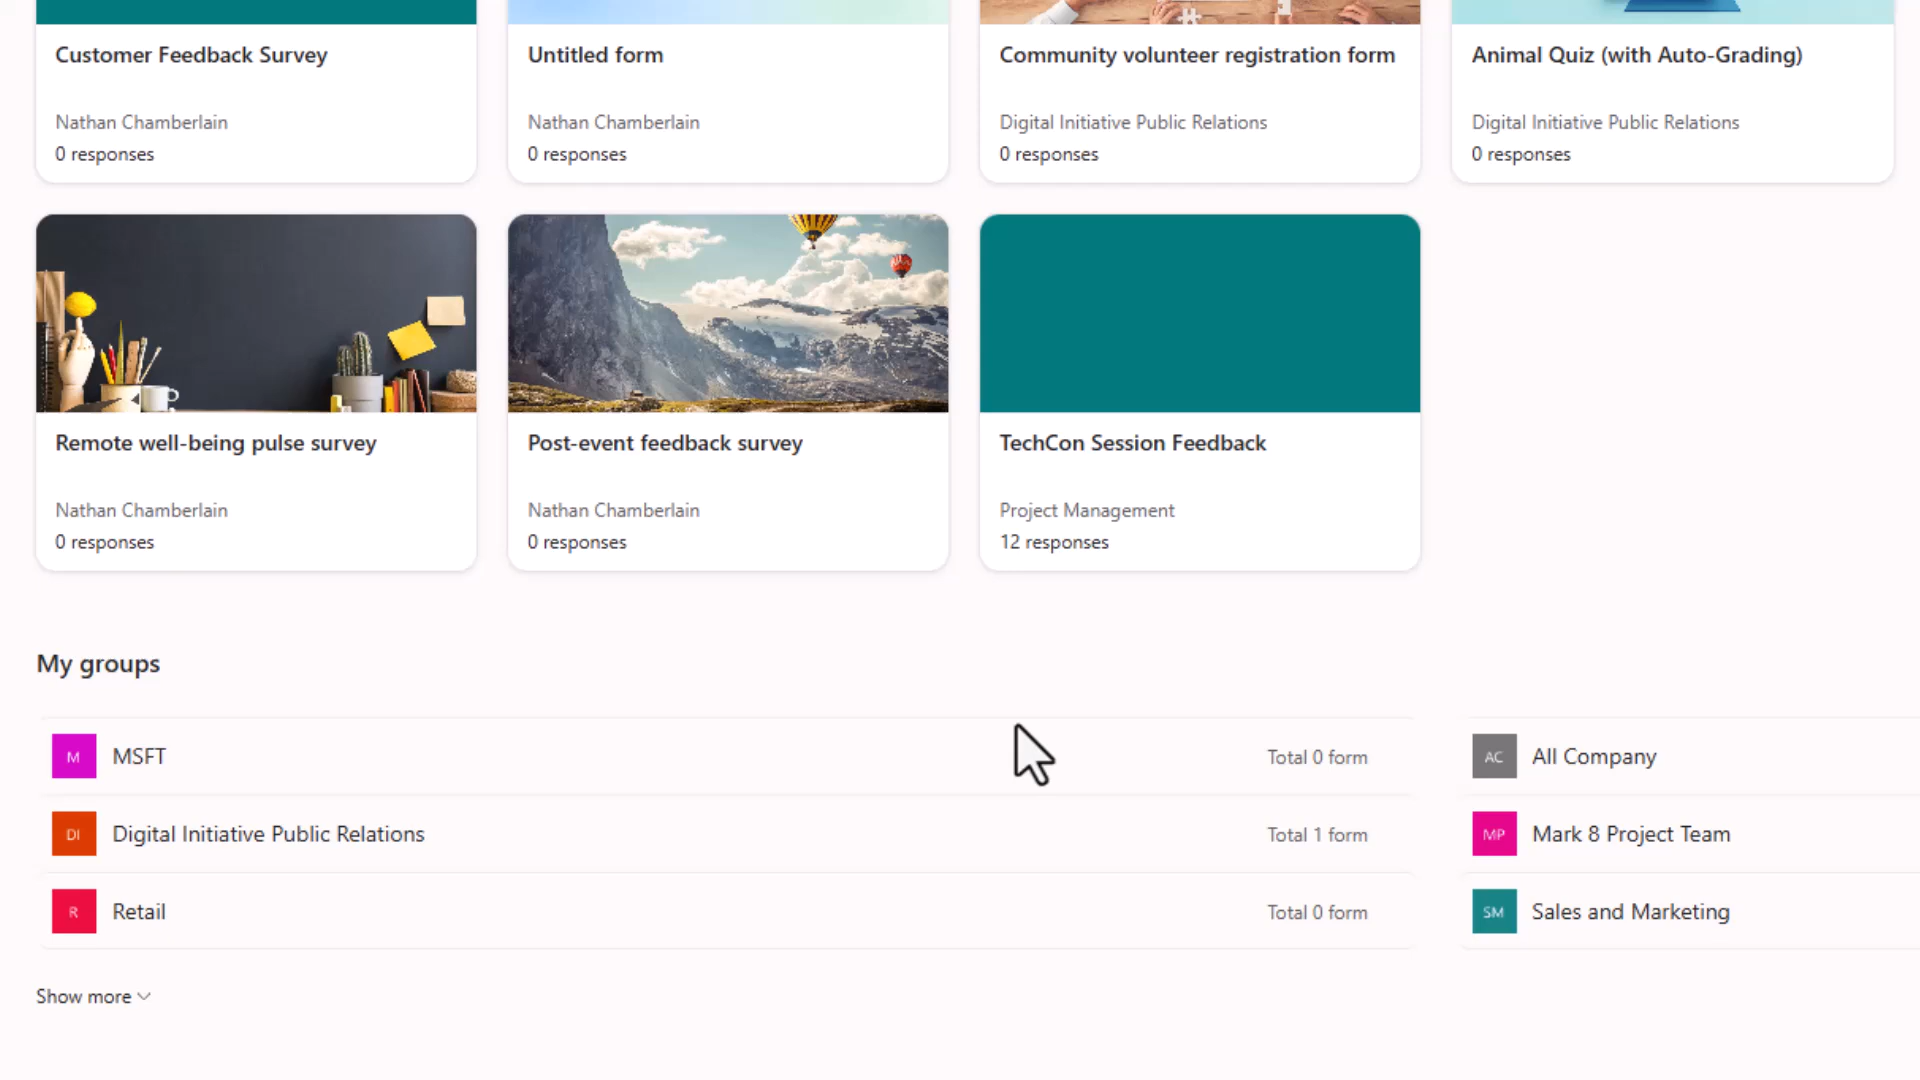 Customer Feedback Survey
Nathan Chamberlain
0 responses
Untitled form
Nathan Chamberlain
0 responses
Community volunteer registration form
Digital Initiative Public Relations
0 responses
Animal Quiz (with Auto-Grading)
Digital Initiative Public Relations
0 responses
Remote well-being pulse survey
Nathan Chamberlain
0 responses
Post-event feedback survey
Nathan Chamberlain
0 responses
TechCon Session Feedback
Project Management
12 responses
My groups
M MSFT Total 0 form
DI Digital Initiative Public Relations Total 1 form
R Retail Total 0 form
AC All Company
MP Mark 8 Project Team
SM Sales and Marketing
Show more